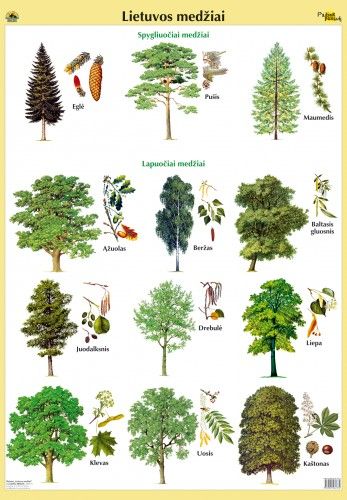 Lietuvos medžiai
Spygliuočiai medžiai
Eglė
Pušis
Maumedis
Lapuočiai medžiai
Ąžuolas
Beržas
Baltasis
gluosnis
Juodalksnis
Drebulė
Liepa
Klevas
Uosis
Kaštonas